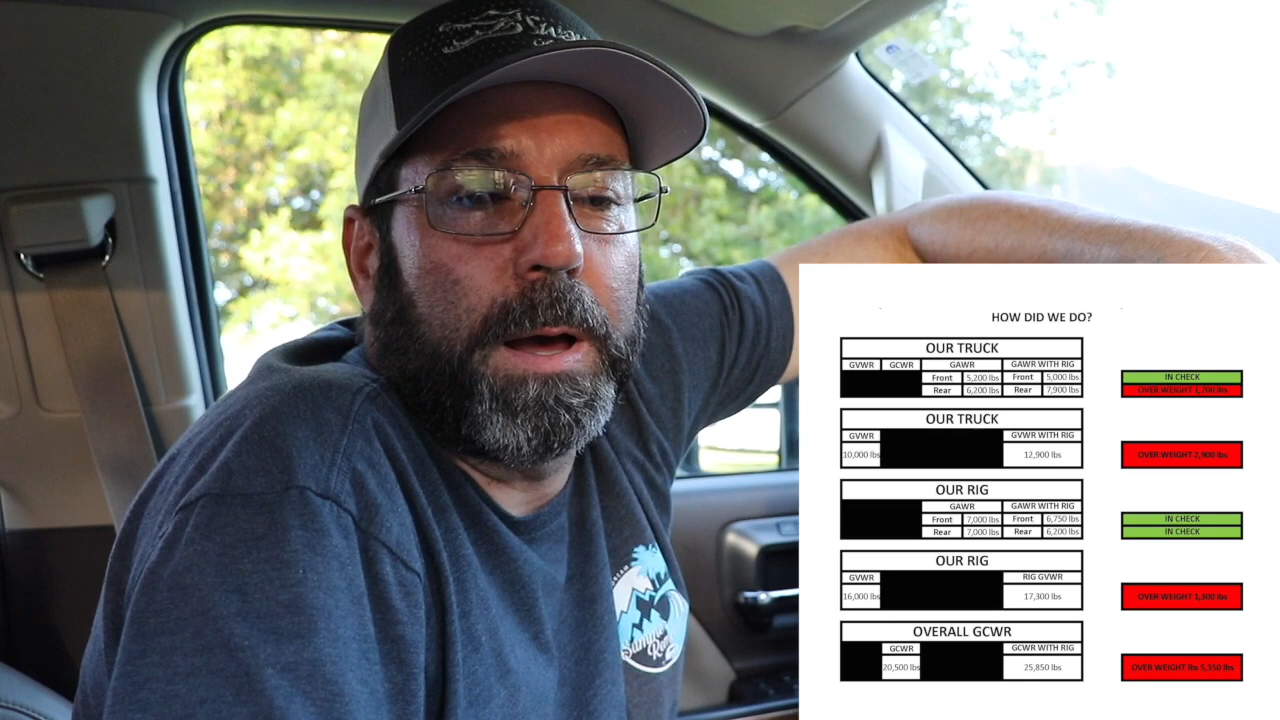 HOW DID WE DO?
OUR TRUCK
GVWR GCWR GAWR GAWR WITH RIG
Front 5,200 lbs Front 5,000 lbs IN CHECK
Rear 6,200 lbs Rear 7,900 lbs OVER WEIGHT 1,700 lbs
OUR TRUCK
GVWR GVWR WITH RIG
10,000 lbs 12,900 lbs OVER WEIGHT 2,900 lbs
OUR RIG
GAWR GAWR WITH RIG
Front 7,000 lbs Front 6,750 lbs IN CHECK
Rear 7,000 lbs Rear 6,200 lbs IN CHECK
OUR RIG
GVWR RIG GVWR
16,000 lbs 17,300 lbs OVER WEIGHT 1,300 lbs
OVERALL GCWR
GCWR GCWR WITH RIG
20,500 lbs 25,850 lbs OVER WEIGHT lbs 5,350 lbs